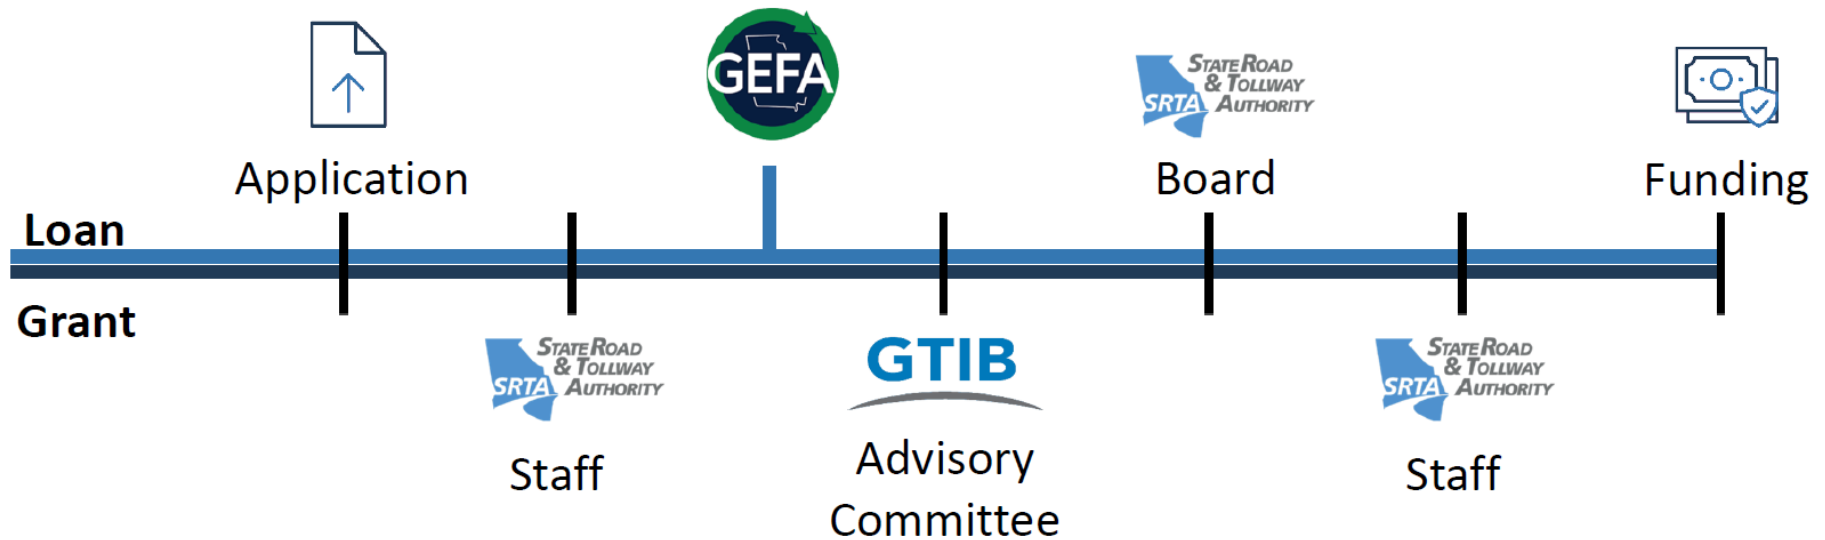 GEFA
SRTA
STATE ROAD
& TOLLWAY
AUTHORITY
Application
Board
Funding
Loan
Grant
SRTA
STATE ROAD
& TOLLWAY
AUTHORITY
Staff
GTIB
Advisory
Committee
SRTA
STATE ROAD
& TOLLWAY
AUTHORITY
Staff